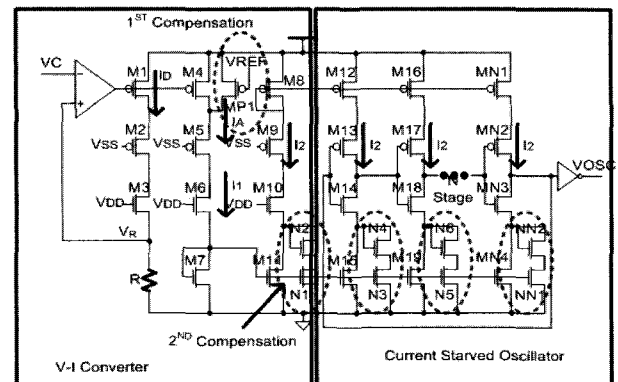 1ST Compensation
VC
M1
ID
M4
VREF
M8
M12
M16
MN1
MP1
IA
M2
VSS
M5
VSS
VSS
M9
I2
M13
I2
M17
I2
MN2
I2
VOSC
M3
VDD
M6
VDD
I1
VDD
M10
M14
M18
N
Stage
MN3
VR
R
M7
N2
N4
N6
NN2
M15
M19
MN4
N1
N3
N5
NN1
2ND Compensation
V-I Converter
Current Starved Oscillator